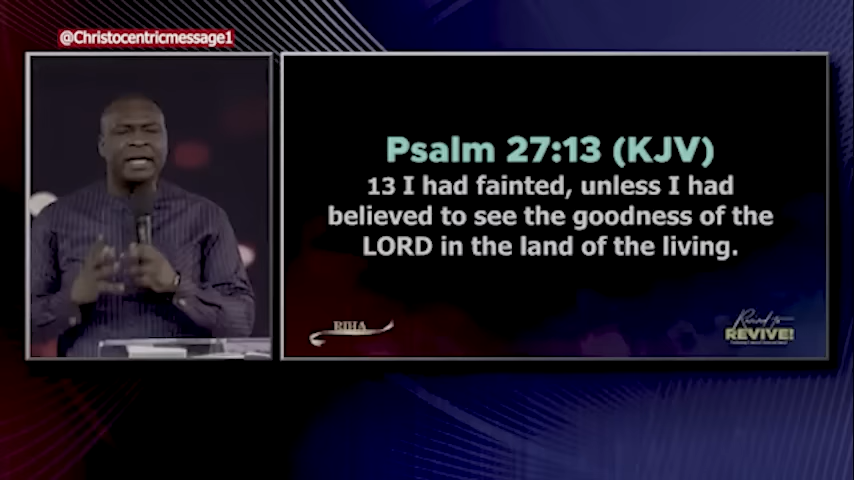 @Christocentricmessage1
Psalm 27:13 (KJV)
13 I had fainted, unless I had
believed to see the goodness of the
LORD in the land of the living.
REVIVE!